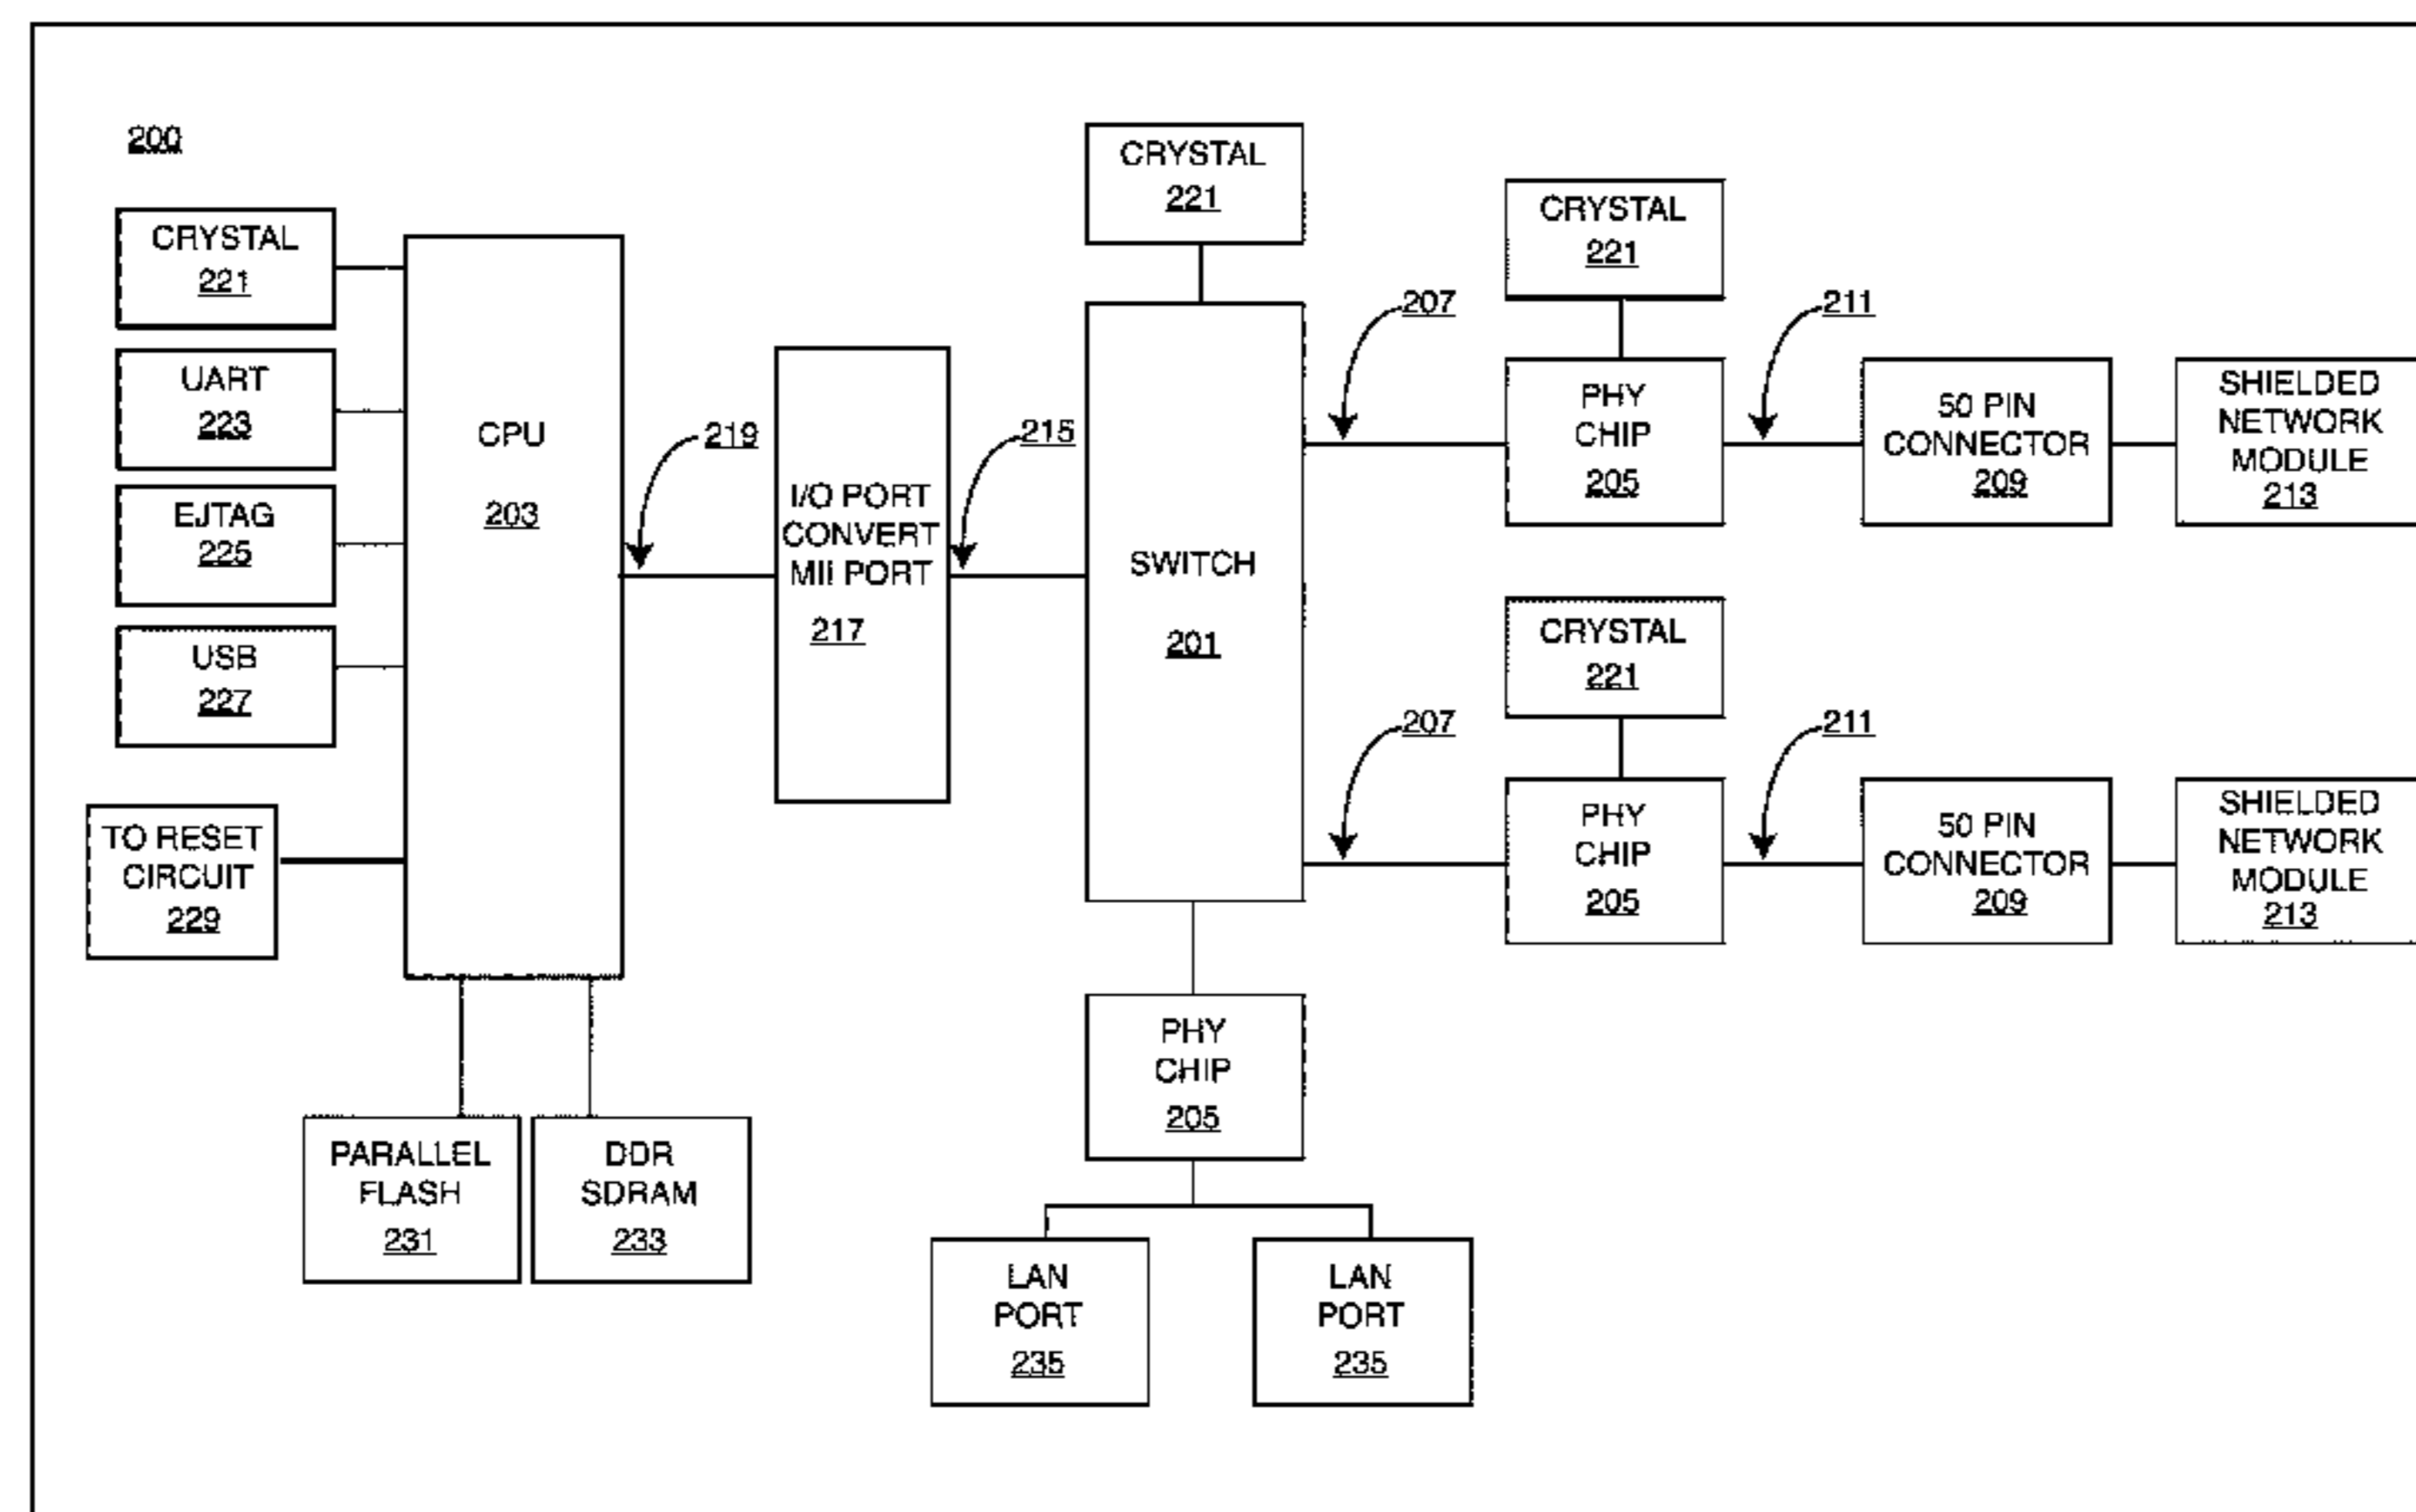 200
CRYSTAL
221
UART
223
EJTAG
225
USB
227
TO RESET
CIRCUIT
229
CPU
203
PARALLEL
FLASH
231
DDR
SDRAM
233
219
I/O PORT
CONVERT
MII PORT
217
215
CRYSTAL
221
SWITCH
201
PHY
CHIP
205
LAN
PORT
235
LAN
PORT
235
207
CRYSTAL
221
PHY
CHIP
205
211
50 PIN
CONNECTOR
209
SHIELDED
NETWORK
MODULE
213
207
CRYSTAL
221
PHY
CHIP
205
211
50 PIN
CONNECTOR
209
SHIELDED
NETWORK
MODULE
213